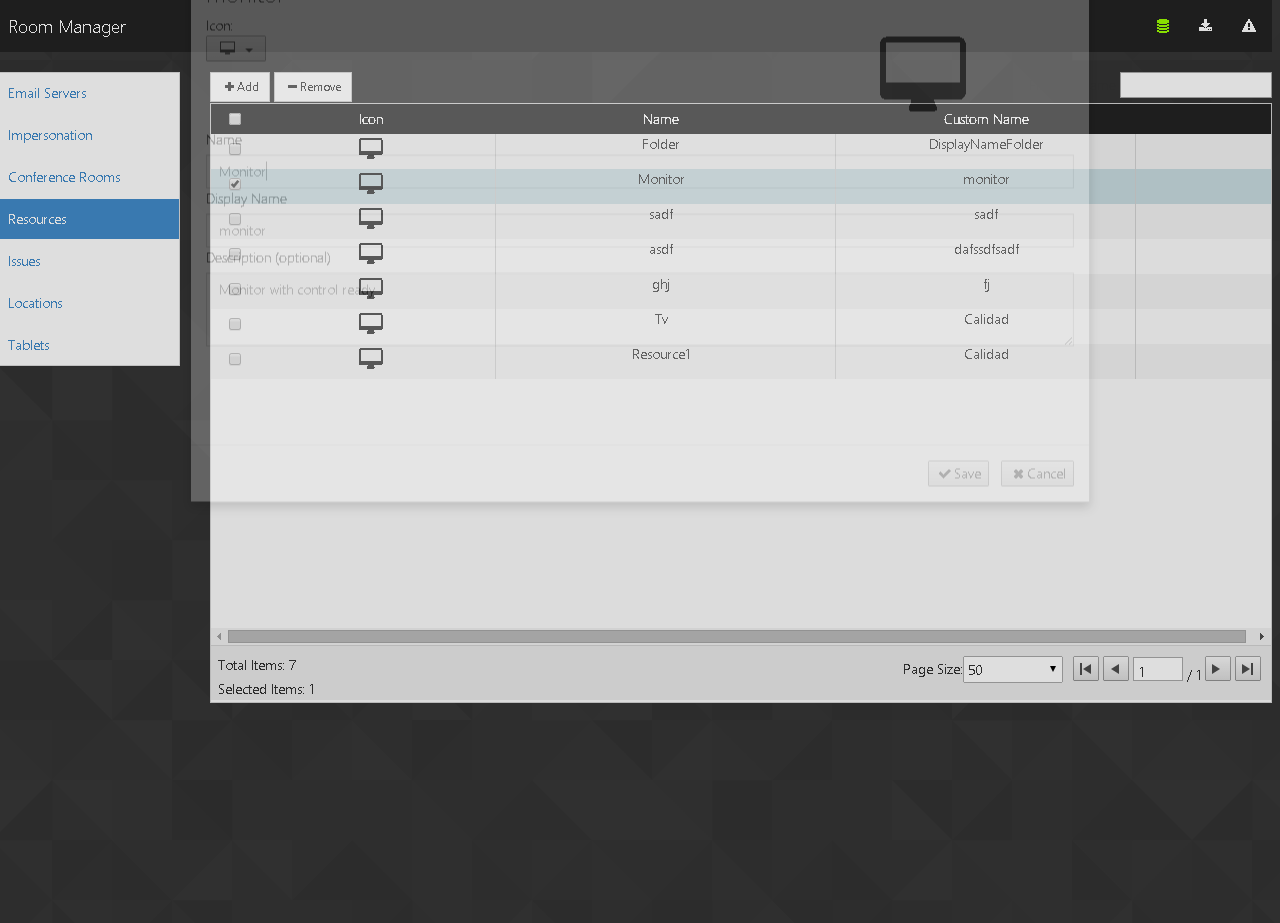 monitor
Room Manager
Icon:
Add
Remove
Email Servers
Impersonation
Conference Rooms
Resources
Issues
Locations
Tablets
Icon Name Custom Name
Name
Folder DisplayNameFolder
Monitor
Monitor monitor
Display Name
sadf sadf
monitor
asdf dafssdfsadf
Description (optional)
ghj fj
Monitor with control ready
Tv Calidad
Resource1 Calidad
Save Cancel
Total Items: 7
Selected Items: 1
Page Size: 50 1 / 1